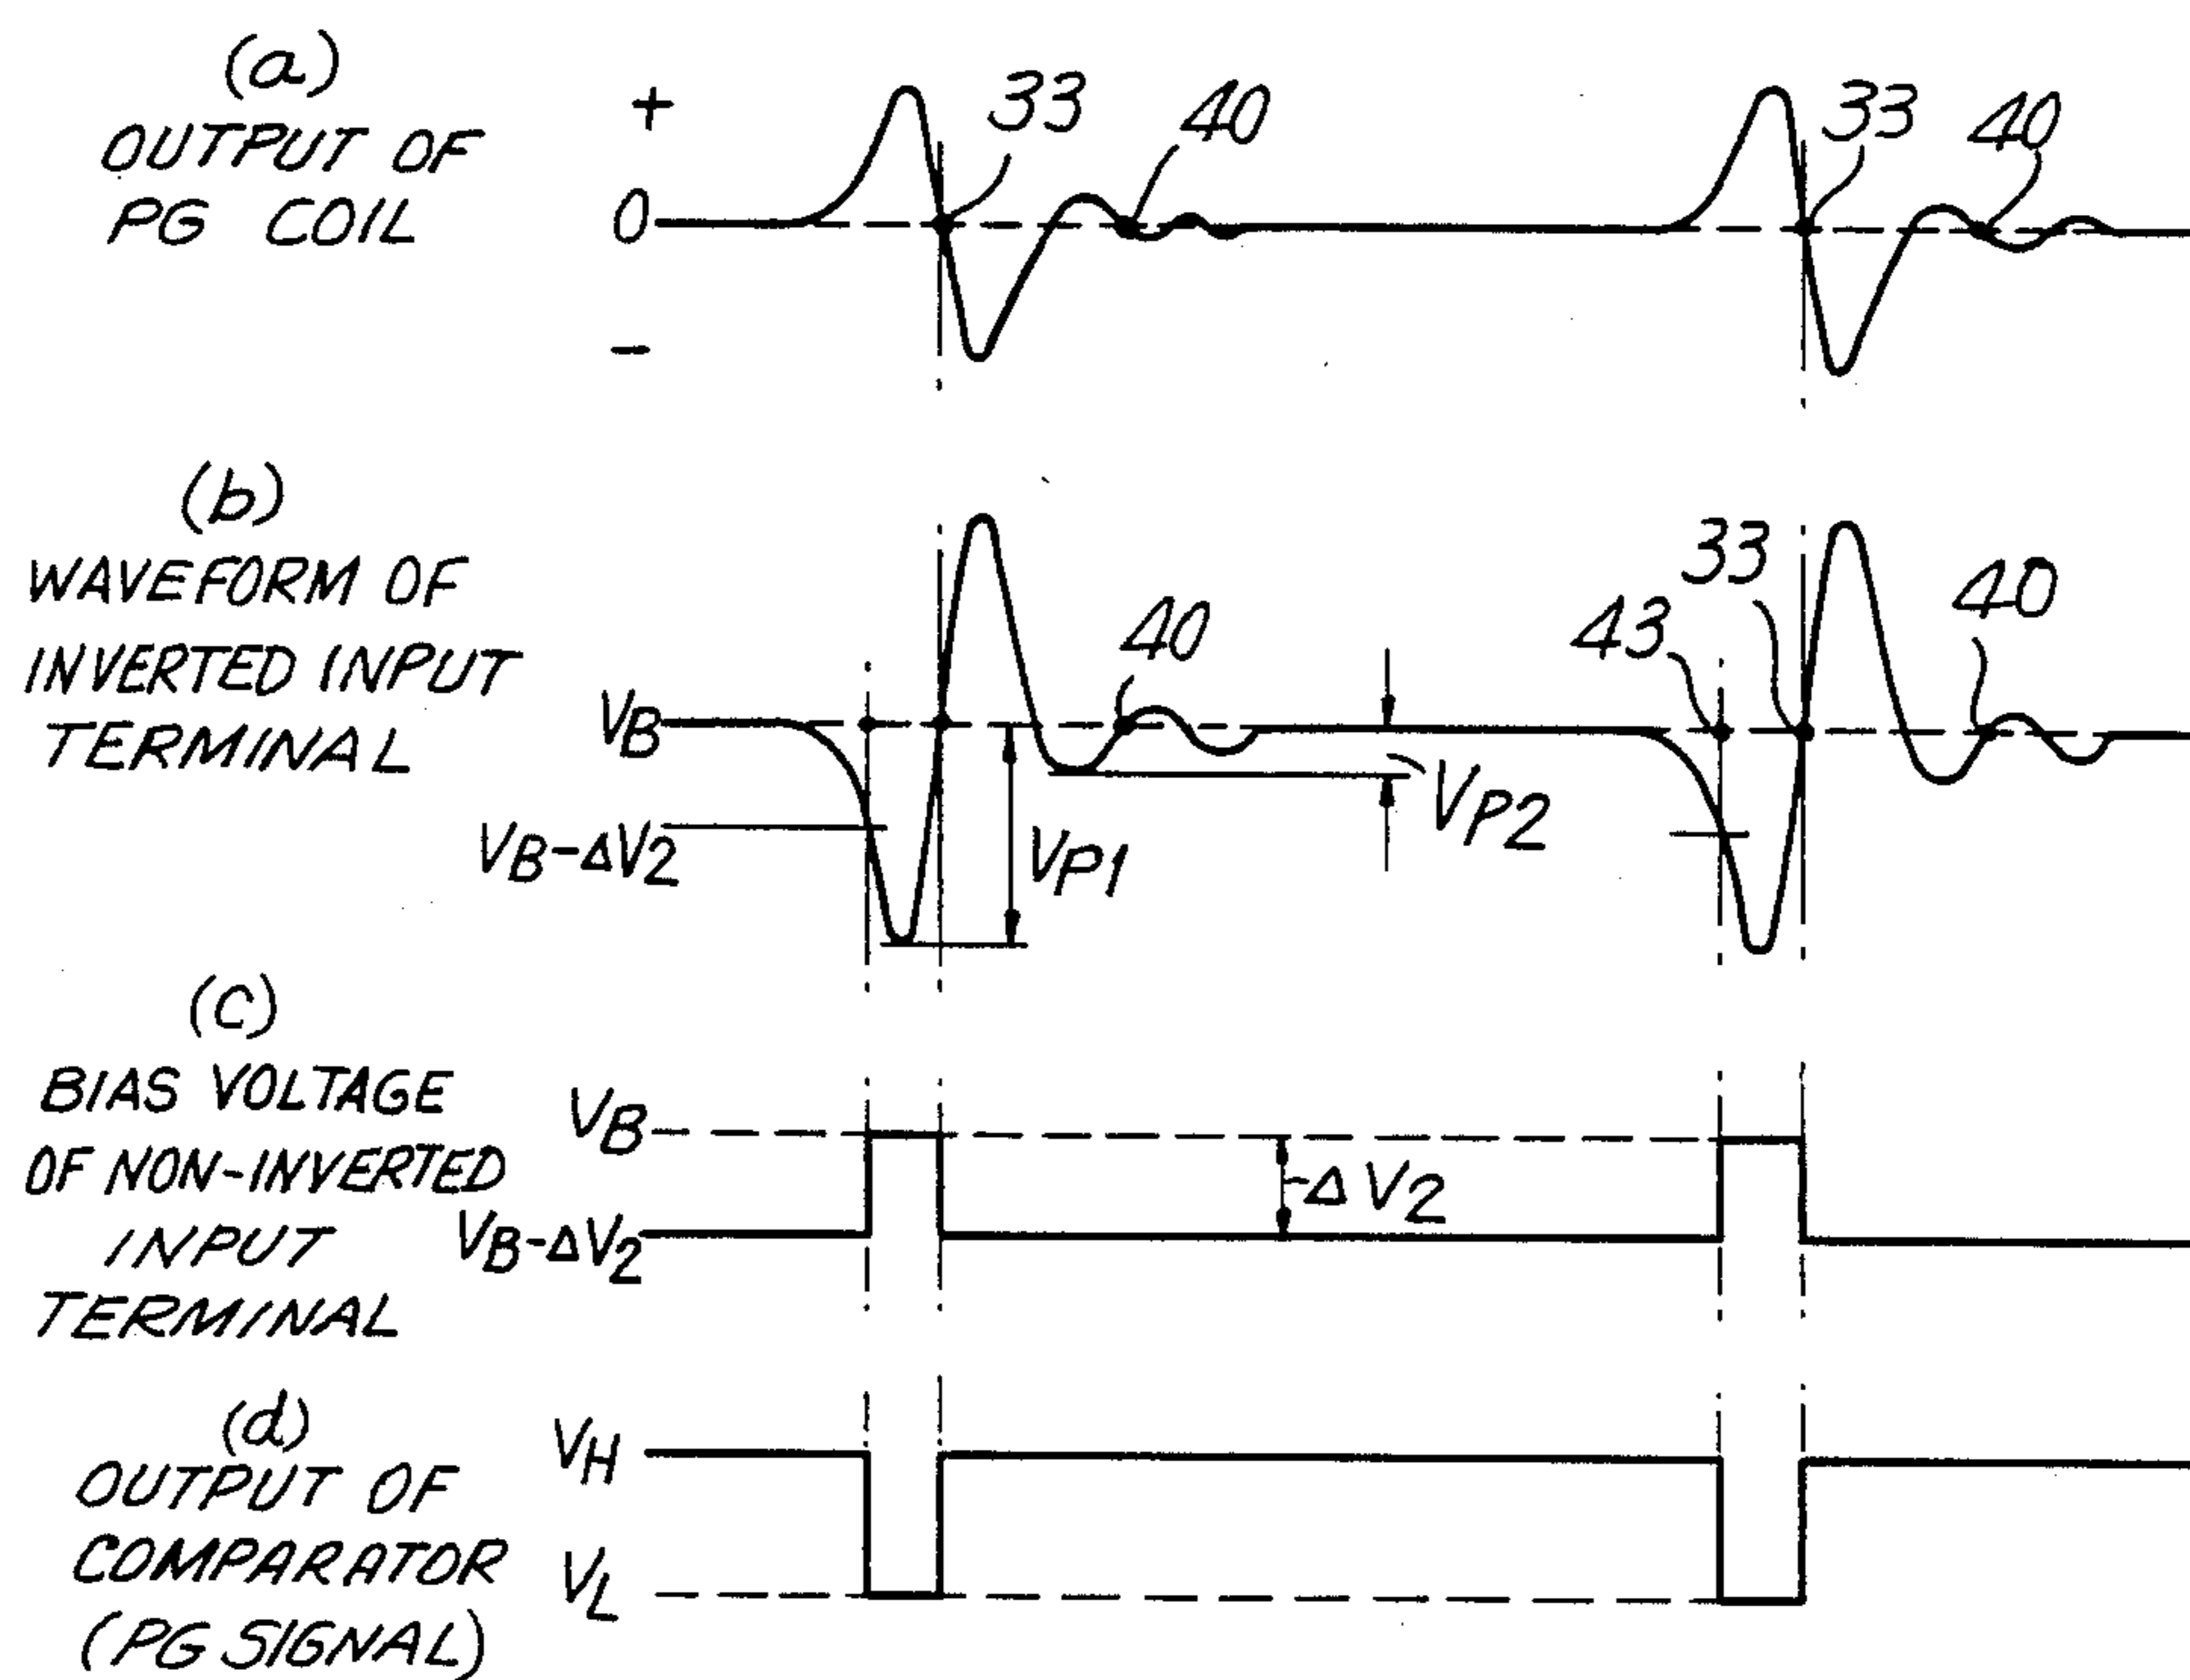 (a)
OUTPUT OF
PG COIL
+
0
−
33
40
33
40
(b)
WAVEFORM OF
INVERTED INPUT
TERMINAL
VB
VB-ΔV2
40
VP1
VP2
43
33
40
(c)
BIAS VOLTAGE
OF NON-INVERTED
INPUT
TERMINAL
VB
VB-ΔV2
ΔV2
(d)
OUTPUT OF
COMPARATOR
(PG SIGNAL)
VH
VL